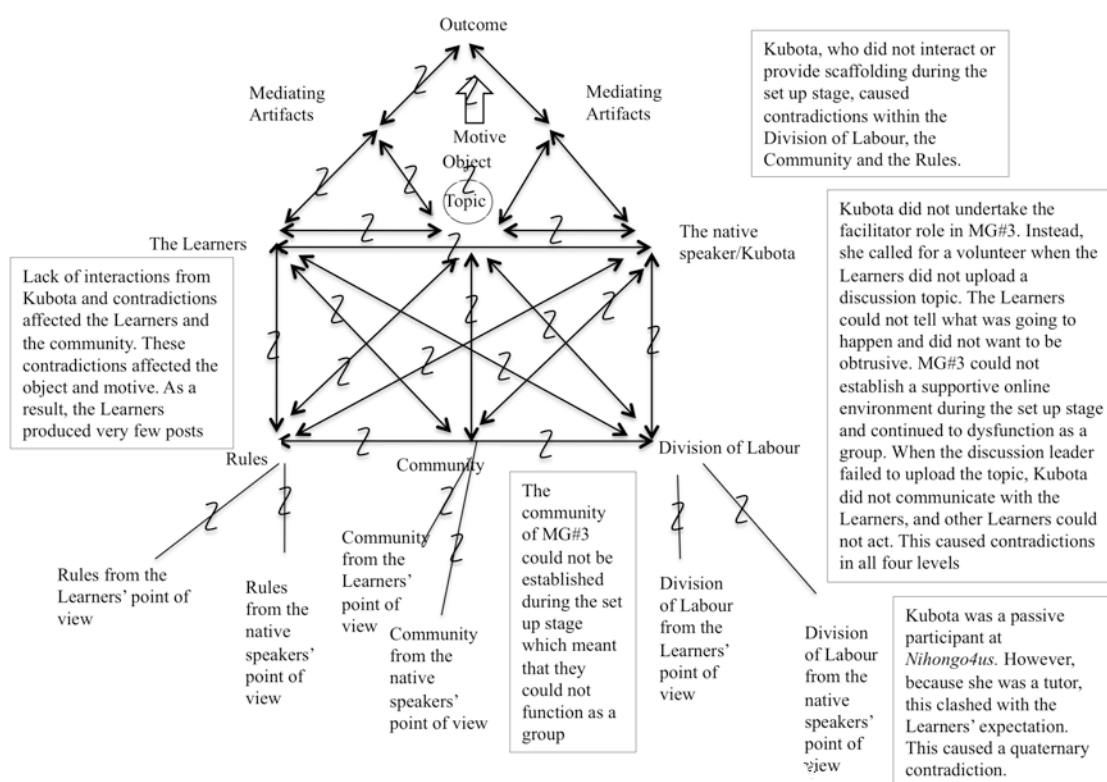 Outcome
Mediating
Artifacts
Mediating
Artifacts
Motive
Object
Topic
Kubota, who did not interact or
provide scaffolding during the
set up stage, caused
contradictions within the
Division of Labour, the
Community and the Rules.
The Learners
The native
speaker/Kubota
Lack of interactions from
Kubota and contradictions
affected the Learners and
the community. These
contradictions affected the
object and motive. As a
result, the Learners
produced very few posts
Kubota did not undertake the
facilitator role in MG#3. Instead,
she called for a volunteer when the
Learners did not upload a
discussion topic. The Learners
could not tell what was going to
happen and did not want to be
obtrusive. MG#3 could not
establish a supportive online
environment during the set up stage
and continued to dysfunction as a
group. When the discussion leader
failed to upload the topic, Kubota
did not communicate with the
Learners, and other Learners could
not act. This caused contradictions
in all four levels
Rules
Community
Division of Labour
Rules from the
Learners' point of
view
Rules
from the
native
speakers'
point of
view
Community
from the
Learners'
point of
view
Community
from the
native
speakers'
point of view
The
community
of MG#3
could not be
established
during the set
up stage
which meant
that they
could not
function as a
group
Division
of Labour
from the
Learners'
point of
view
Division
of Labour
from the
native
speakers'
point of
view
Kubota was a passive
participant at
Nihongo4us. However,
because she was a tutor,
this clashed with the
Learners' expectation.
This caused a quaternary
contradiction.